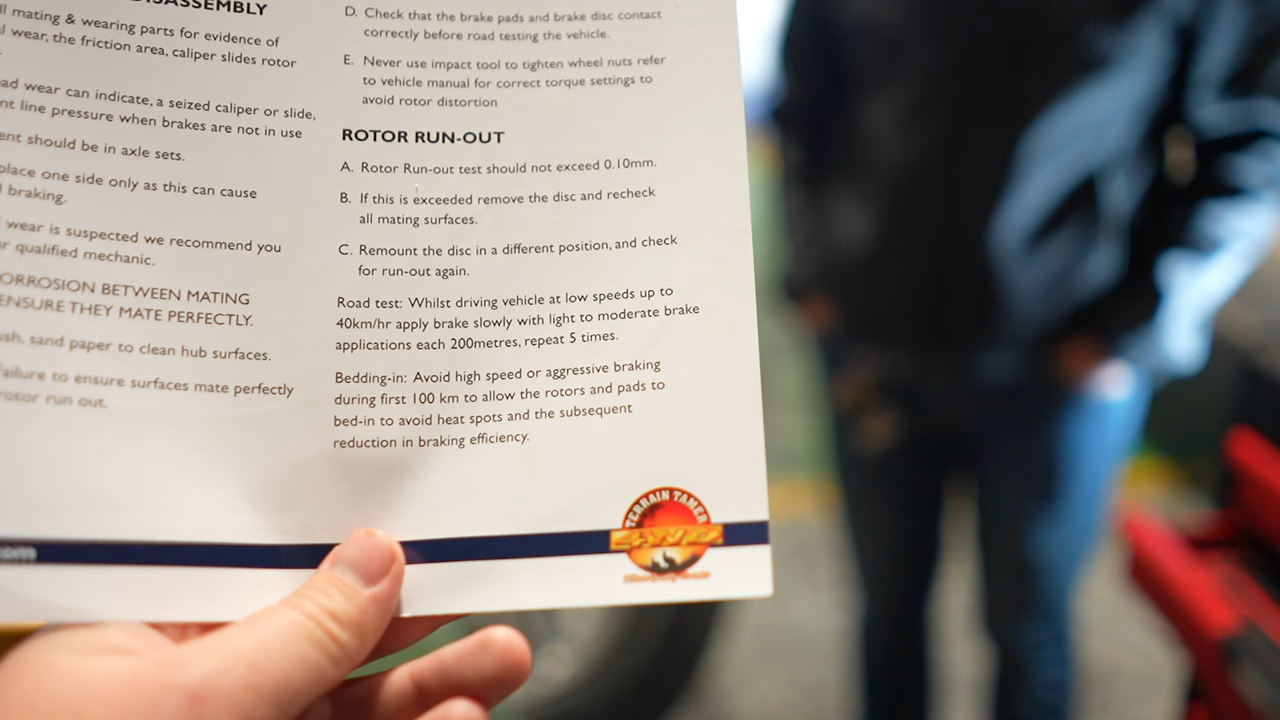 DISASSEMBLY
ll mating & wearing parts for evidence of
l wear, the friction area, caliper slides rotor
ad wear can indicate, a seized caliper or slide,
nt line pressure when brakes are not in use
ent should be in axle sets.
place one side only as this can cause
braking.
wear is suspected we recommend you
r qualified mechanic.
ORROSION BETWEEN MATING
ENSURE THEY MATE PERFECTLY.
sh, sand paper to clean hub surfaces.
ailure to ensure surfaces mate perfectly
rotor run out.
D. Check that the brake pads and brake disc contact
correctly before road testing the vehicle.
E. Never use impact tool to tighten wheel nuts refer
to vehicle manual for correct torque settings to
avoid rotor distortion
ROTOR RUN-OUT
A. Rotor Run-out test should not exceed 0.10mm.
B. If this is exceeded remove the disc and recheck
all mating surfaces.
C. Remount the disc in a different position, and check
for run-out again.
Road test: Whilst driving vehicle at low speeds up to
40km/hr apply brake slowly with light to moderate brake
applications each 200metres, repeat 5 times.
Bedding-in: Avoid high speed or aggressive braking
during first 100 km to allow the rotors and pads to
bed-in to avoid heat spots and the subsequent
reduction in braking efficiency.
com
TERRAIN TAMER
4WD